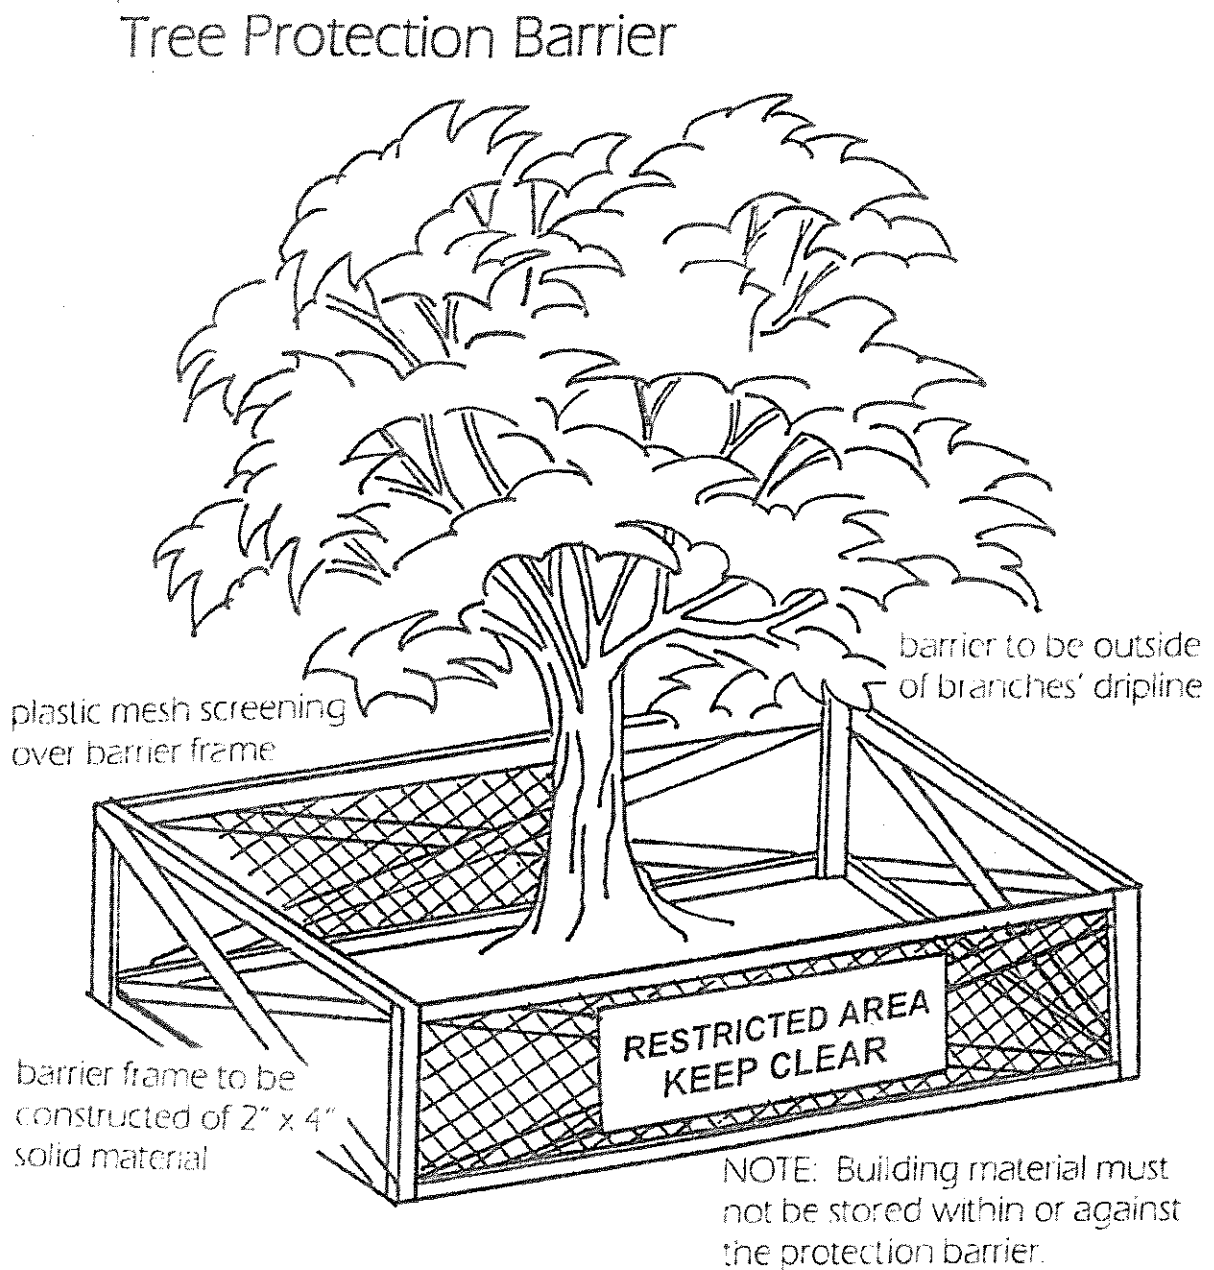 Tree Protection Barrier
barrier to be outside
of branches' dripline
plastic mesh screening
over barrier frame
RESTRICTED AREA
KEEP CLEAR
barrier frame to be
constructed of 2" x 4"
solid material
NOTE: Building material must
not be stored within or against
the protection barrier.